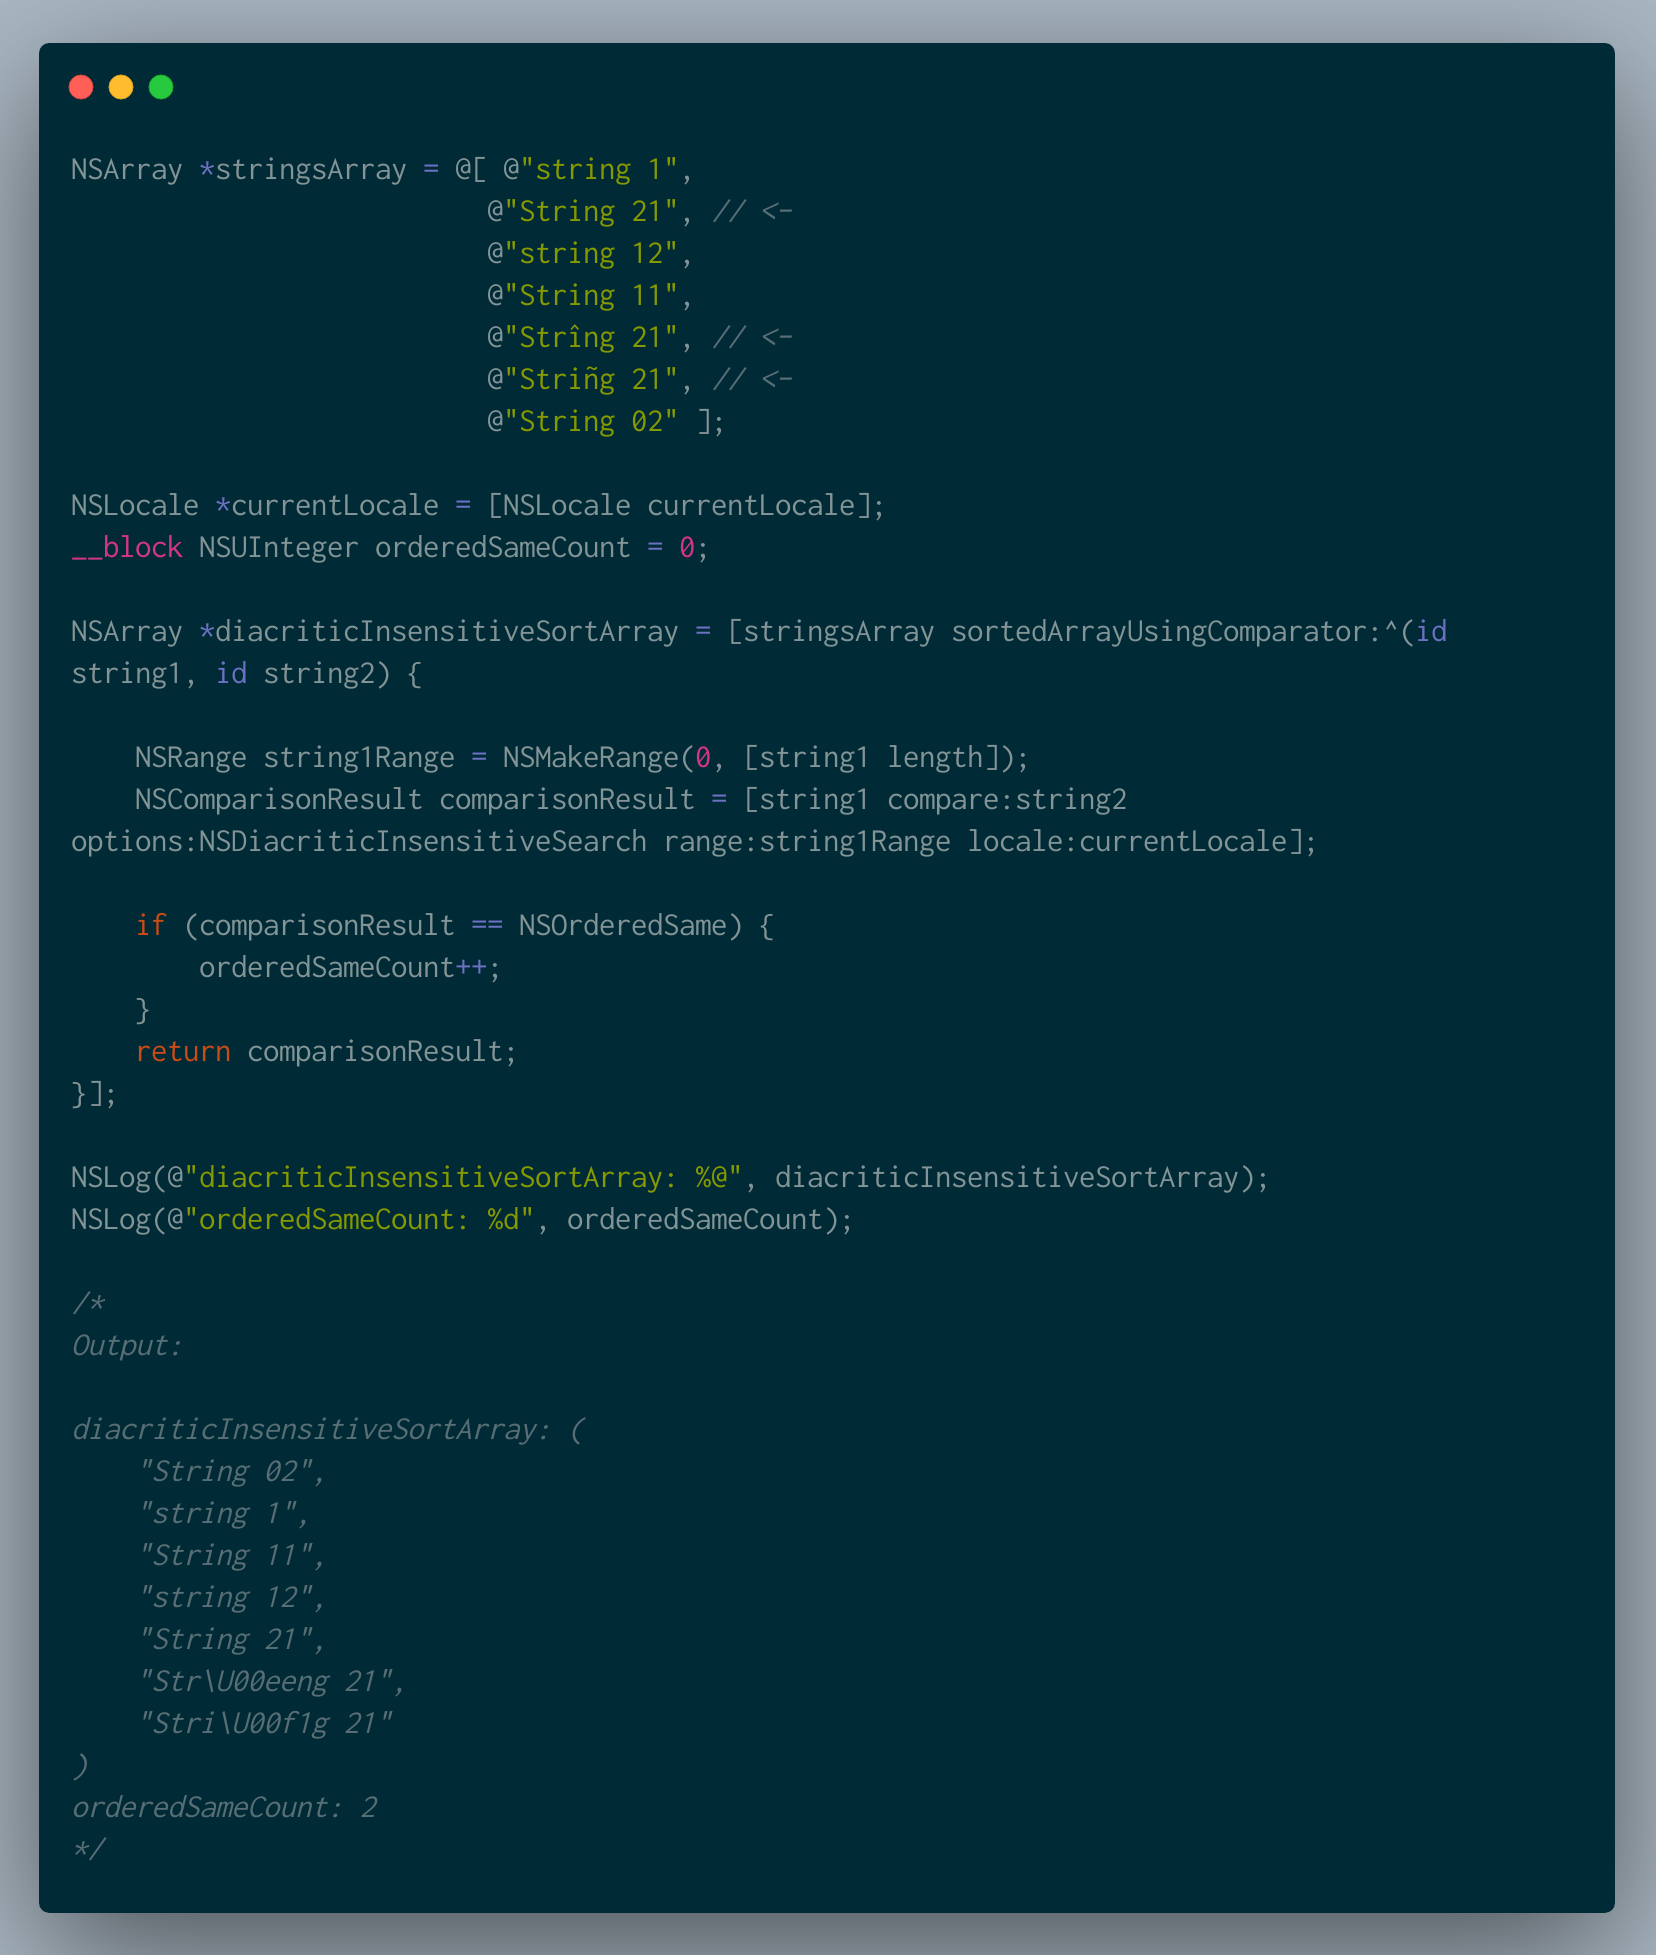 NSArray *stringsArray = @[ @"string 1",
                          @"String 21", // <-
                          @"string 12",
                          @"String 11",
                          @"Strîng 21", // <-
                          @"Striñg 21", // <-
                          @"String 02" ];

NSLocale *currentLocale = [NSLocale currentLocale];
__block NSUInteger orderedSameCount = 0;

NSArray *diacriticInsensitiveSortArray = [stringsArray sortedArrayUsingComparator:^(id
string1, id string2) {

    NSRange string1Range = NSMakeRange(0, [string1 length]);
    NSComparisonResult comparisonResult = [string1 compare:string2
options:NSDiacriticInsensitiveSearch range:string1Range locale:currentLocale];

    if (comparisonResult == NSOrderedSame) {
        orderedSameCount++;
    }
    return comparisonResult;
}];

NSLog(@"diacriticInsensitiveSortArray: %@", diacriticInsensitiveSortArray);
NSLog(@"orderedSameCount: %d", orderedSameCount);

/*
Output:

diacriticInsensitiveSortArray: (
    "String 02",
    "string 1",
    "String 11",
    "string 12",
    "String 21",
    "Str\U00eeng 21",
    "Stri\U00f1g 21"
)
orderedSameCount: 2
*/